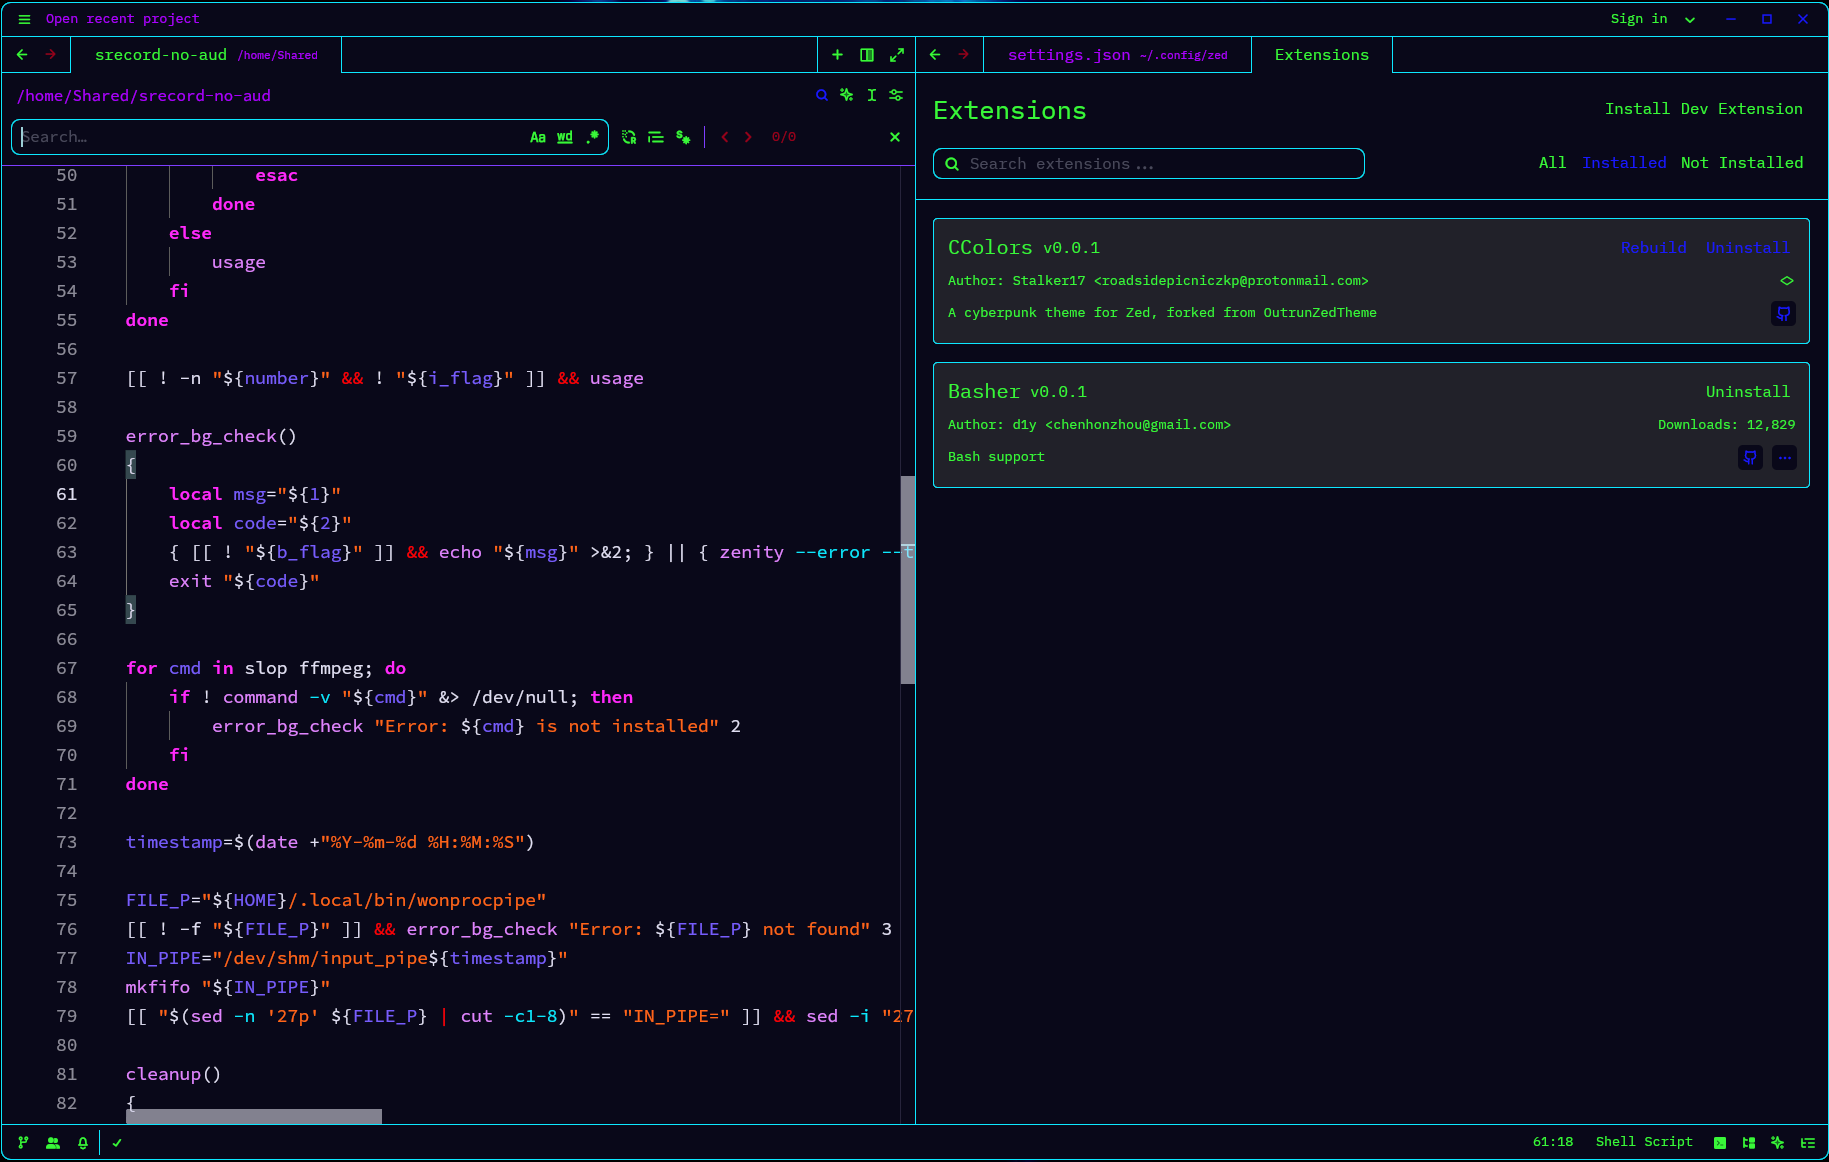 Open recent project
Sign in
srecord-no-aud /home/Shared
settings.json ~/.config/zed
Extensions
/home/Shared/srecord-no-aud
Search…
Aa wd .*
0/0
50 esac
51 done
52 else
53 usage
54 fi
55 done
56
57 [[ ! -n "${number}" && ! "${i_flag}" ]] && usage
58
59 error_bg_check()
60 {
61 local msg="${1}"
62 local code="${2}"
63 { [[ ! "${b_flag}" ]] && echo "${msg}" >&2; } || { zenity --error --t
64 exit "${code}"
65 }
66
67 for cmd in slop ffmpeg; do
68 if ! command -v "${cmd}" &> /dev/null; then
69 error_bg_check "Error: ${cmd} is not installed" 2
70 fi
71 done
72
73 timestamp=$(date +"%Y-%m-%d %H:%M:%S")
74
75 FILE_P="${HOME}/.local/bin/wonprocpipe"
76 [[ ! -f "${FILE_P}" ]] && error_bg_check "Error: ${FILE_P} not found" 3
77 IN_PIPE="/dev/shm/input_pipe${timestamp}"
78 mkfifo "${IN_PIPE}"
79 [[ "$(sed -n '27p' ${FILE_P} | cut -c1-8)" == "IN_PIPE=" ]] && sed -i "27
80
81 cleanup()
82 {
Extensions
Install Dev Extension
Search extensions...
All Installed Not Installed
CColors v0.0.1
Rebuild Uninstall
Author: Stalker17 <roadsidepicniczkp@protonmail.com>
A cyberpunk theme for Zed, forked from OutrunZedTheme
Basher v0.0.1
Uninstall
Author: d1y <chenhonzhou@gmail.com>
Downloads: 12,829
Bash support
61:18 Shell Script